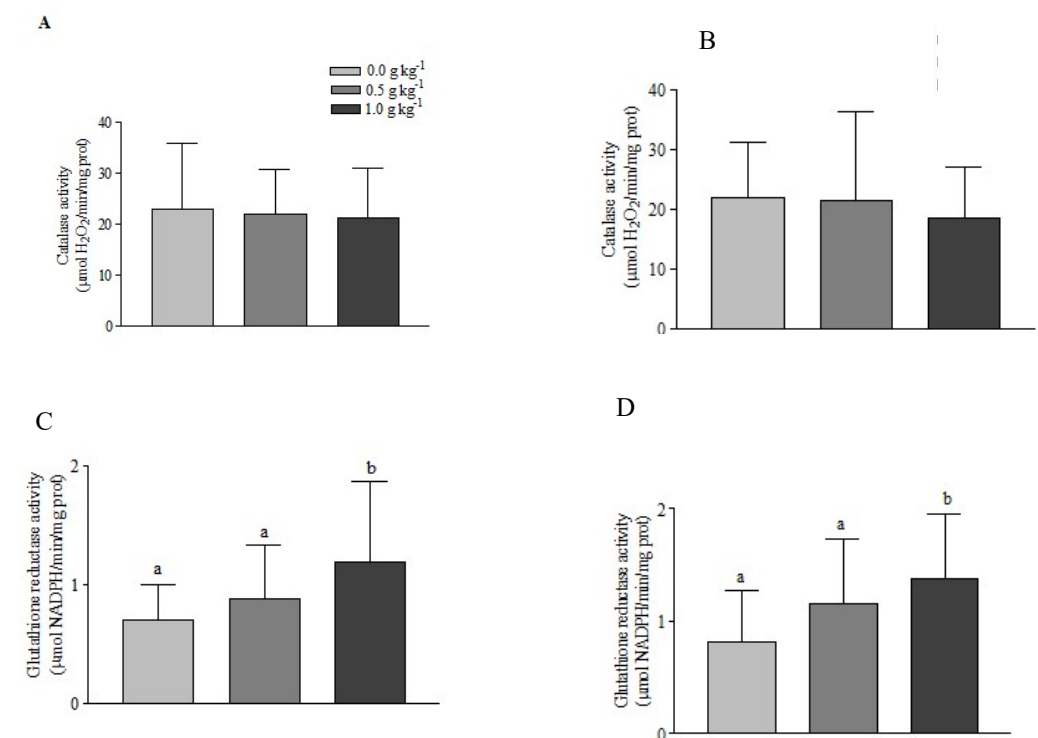 A
0.0 g kg-1
0.5 g kg-1
1.0 g kg-1
Catalase activity
(µmol H2O2/min/mg prot)
40
30
20
10
0
B
Catalase activity
(µmol H2O2/min/mg prot)
40
30
20
10
0
C
Glutathione reductase activity
(µmol NADPH/min/mg prot)
2
1
0
a
a
b
D
Glutathione reductase activity
(µmol NADPH/min/mg prot)
2
1
0
a
a
b